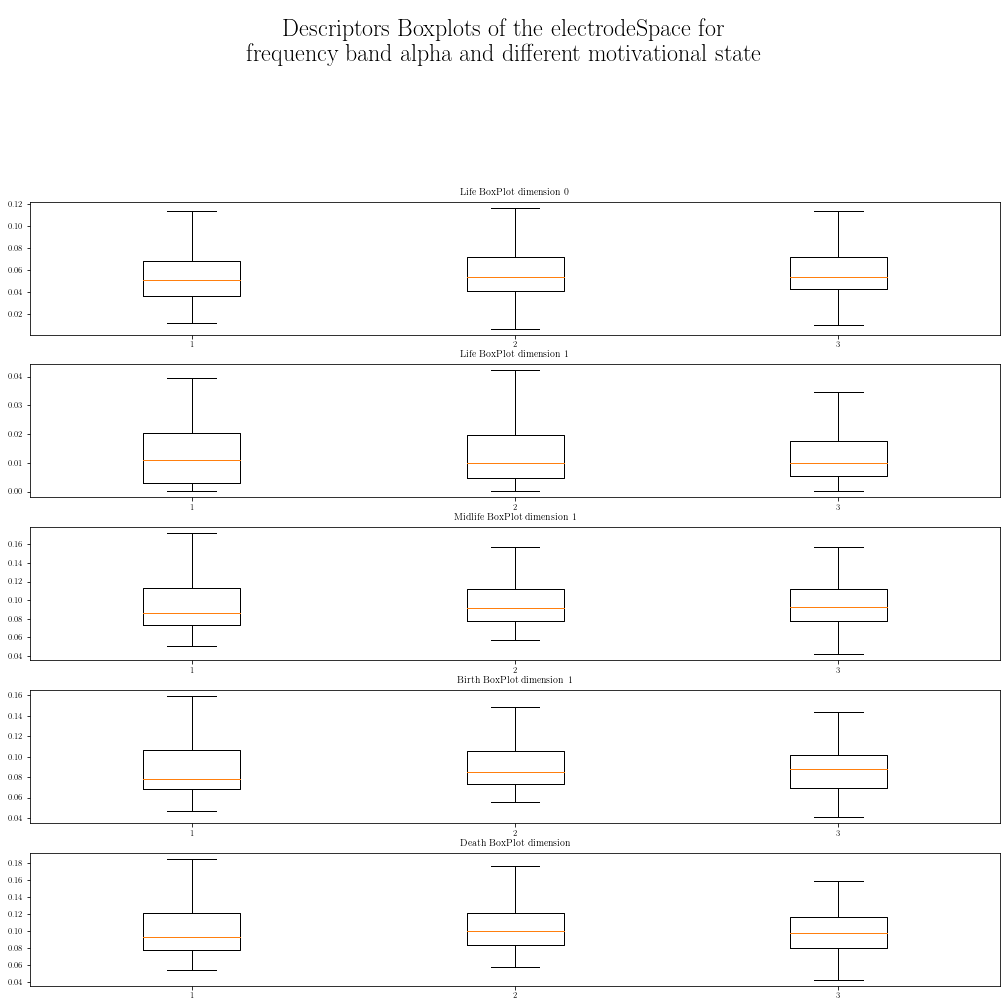 Descriptors Boxplots of the electrodeSpace for
frequency band alpha and different motivational state
Life BoxPlot dimension 0
0.12
0.10
0.08
0.06
0.04
0.02
1 2 3
Life BoxPlot dimension 1
0.04
0.03
0.02
0.01
0.00
1 2 3
Midlife BoxPlot dimension 1
0.16
0.14
0.12
0.10
0.08
0.06
0.04
1 2 3
Birth BoxPlot dimension 1
0.16
0.14
0.12
0.10
0.08
0.06
0.04
1 2 3
Death BoxPlot dimension
0.18
0.16
0.14
0.12
0.10
0.08
0.06
0.04
1 2 3